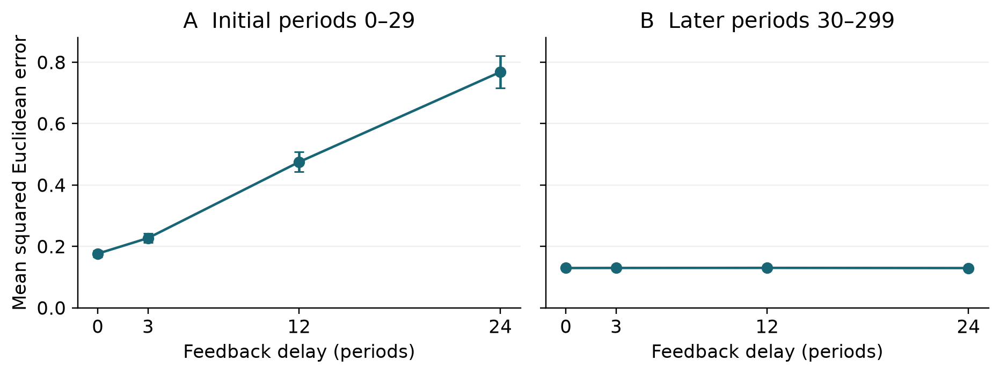 A  Initial periods 0–29
Mean squared Euclidean error
0.8
0.6
0.4
0.2
0.0
0 3 12 24
Feedback delay (periods)
B  Later periods 30–299
0 3 12 24
Feedback delay (periods)